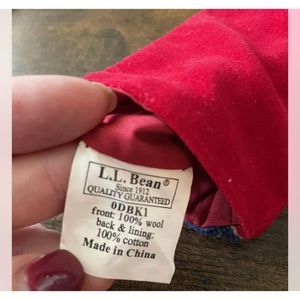 L.L.Bean®
Since 1912
QUALITY GUARANTEED
0DBK1
front: 100% wool
back & lining:
100% cotton
Made in China